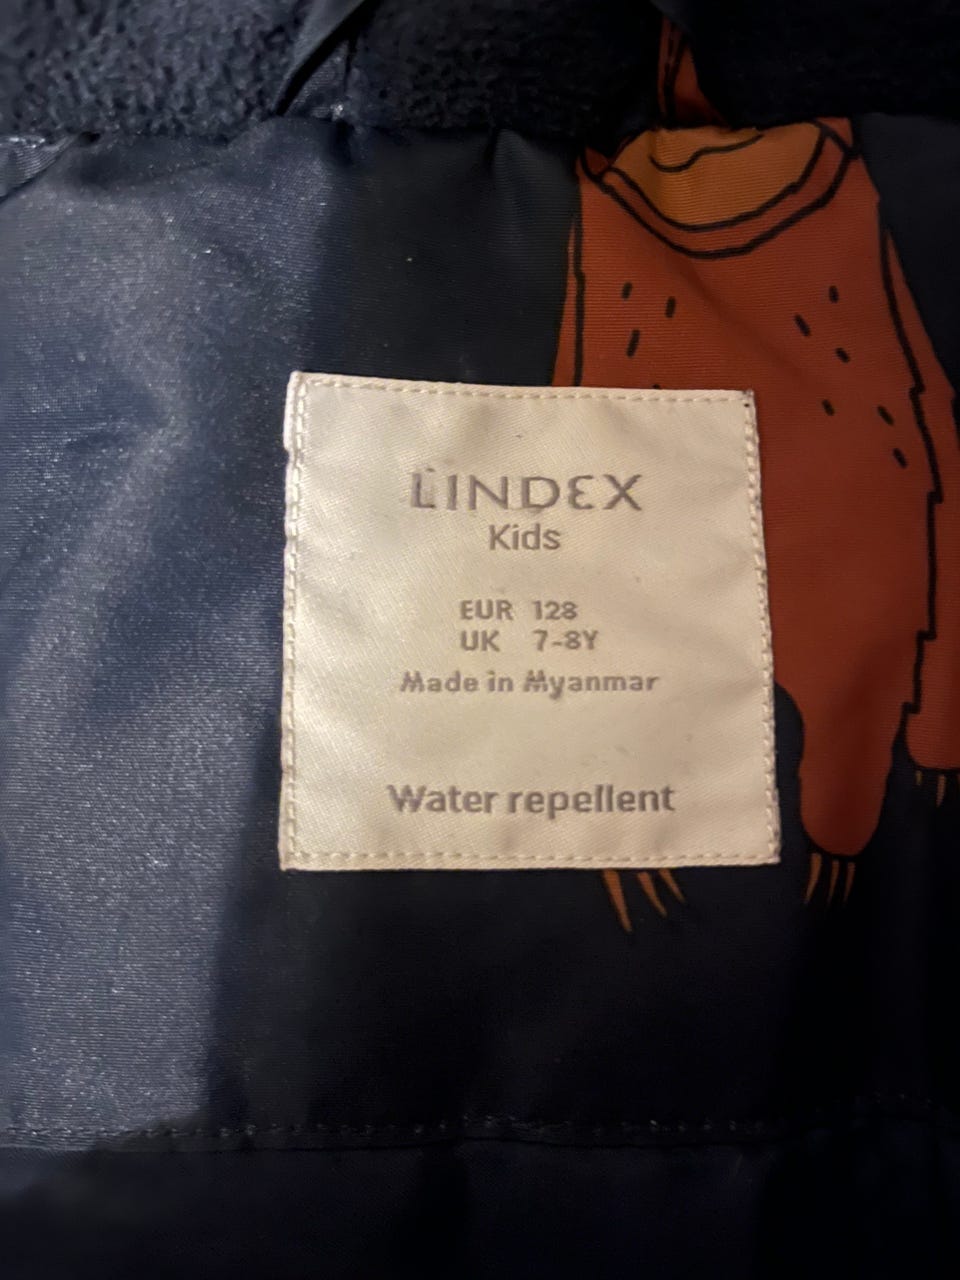 LINDEX
Kids
EUR 128
UK 7-8Y
Made in Myanmar
Water repellent